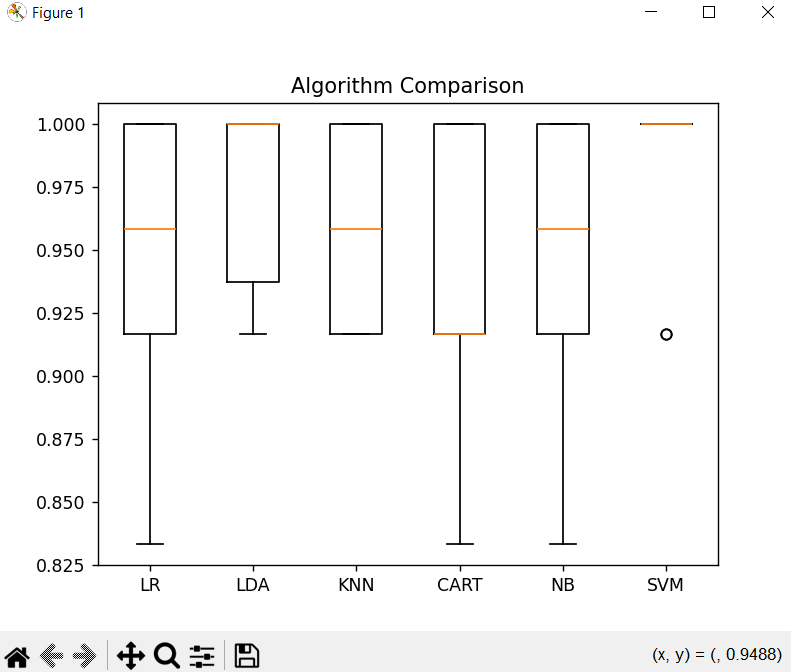 Figure 1
Algorithm Comparison
1.000
0.975
0.950
0.925
0.900
0.875
0.850
0.825
LR LDA KNN CART NB SVM
(x, y) = (, 0.9488)